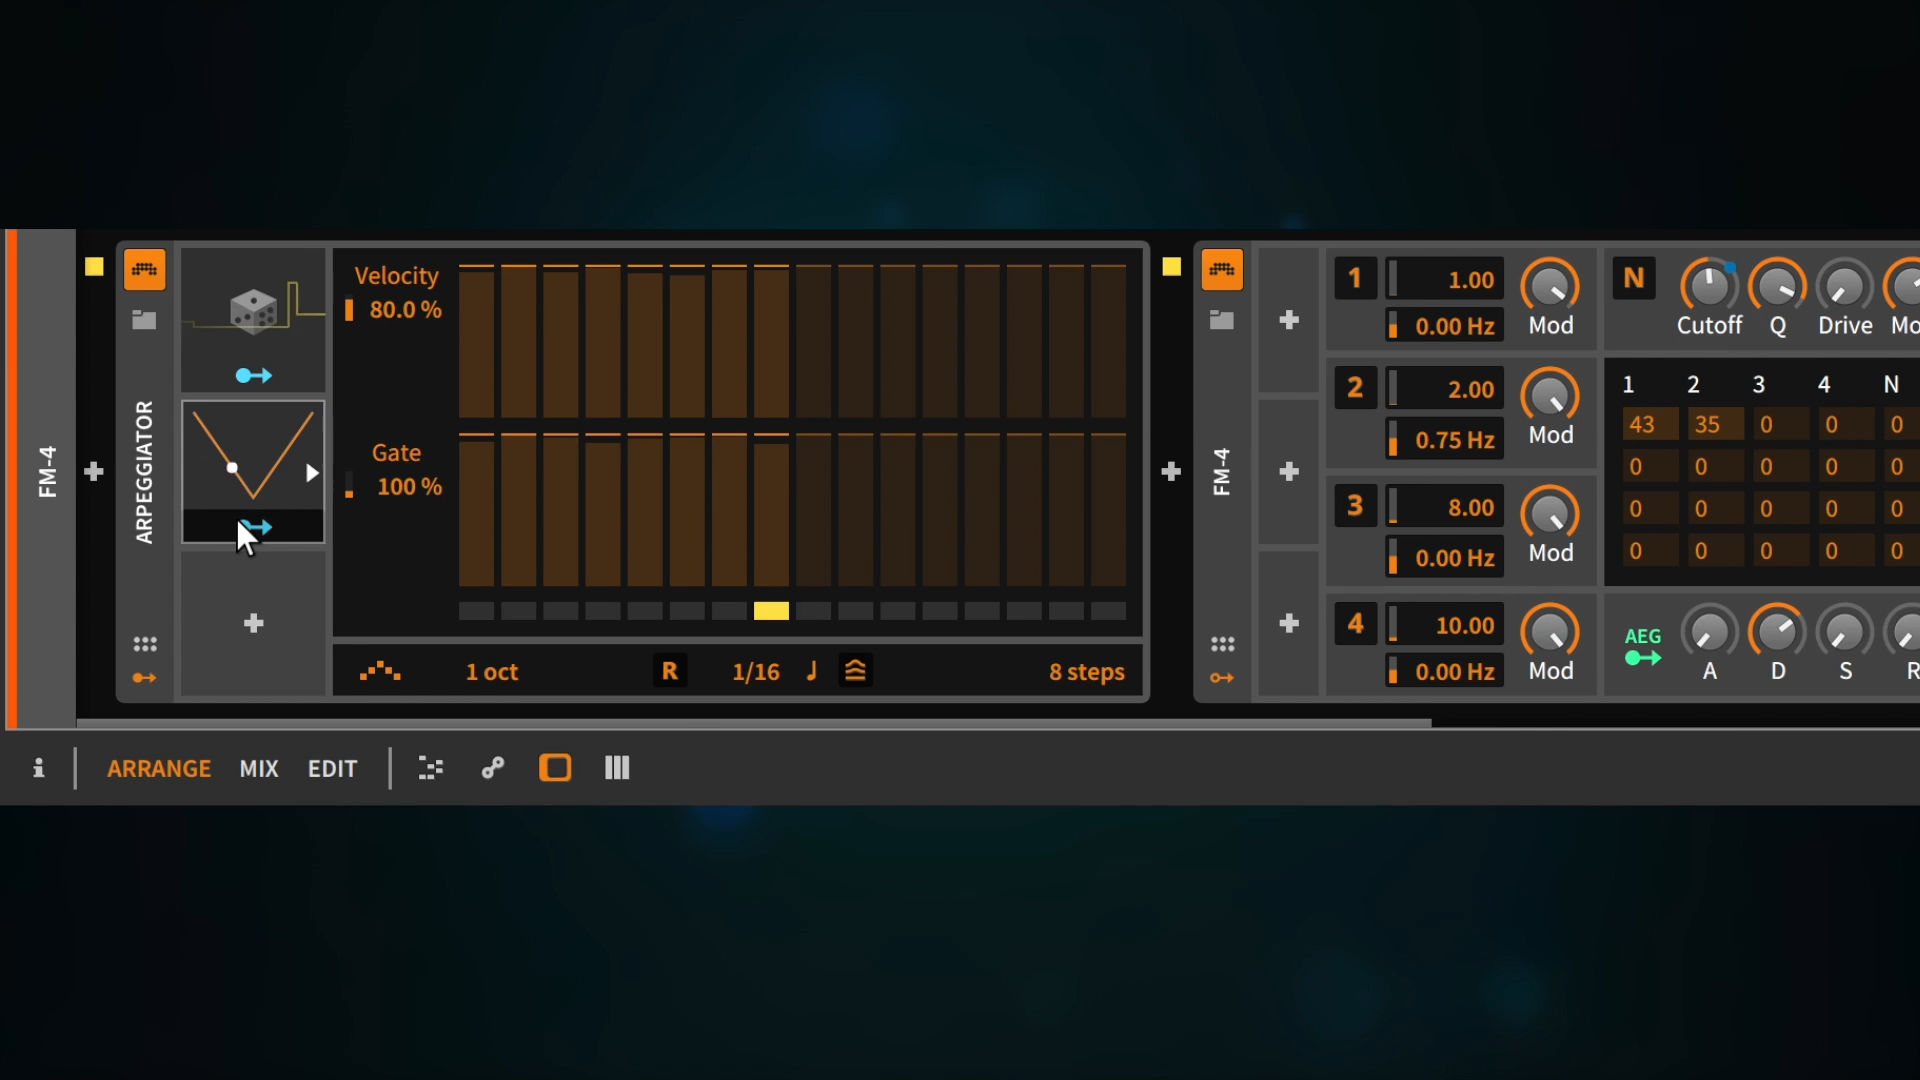 FM-4
ARPEGGIATOR
Velocity
80.0 %
Gate
100 %
1 oct
R
1/16
8 steps
FM-4
1
1.00
0.00 Hz
Mod
2
2.00
0.75 Hz
Mod
3
8.00
0.00 Hz
Mod
4
10.00
0.00 Hz
Mod
N
Cutoff Q Drive Mo
1 2 3 4 N
43 35 0 0 0
0 0 0 0 0
0 0 0 0 0
0 0 0 0 0
AEG
A D S R
i ARRANGE MIX EDIT